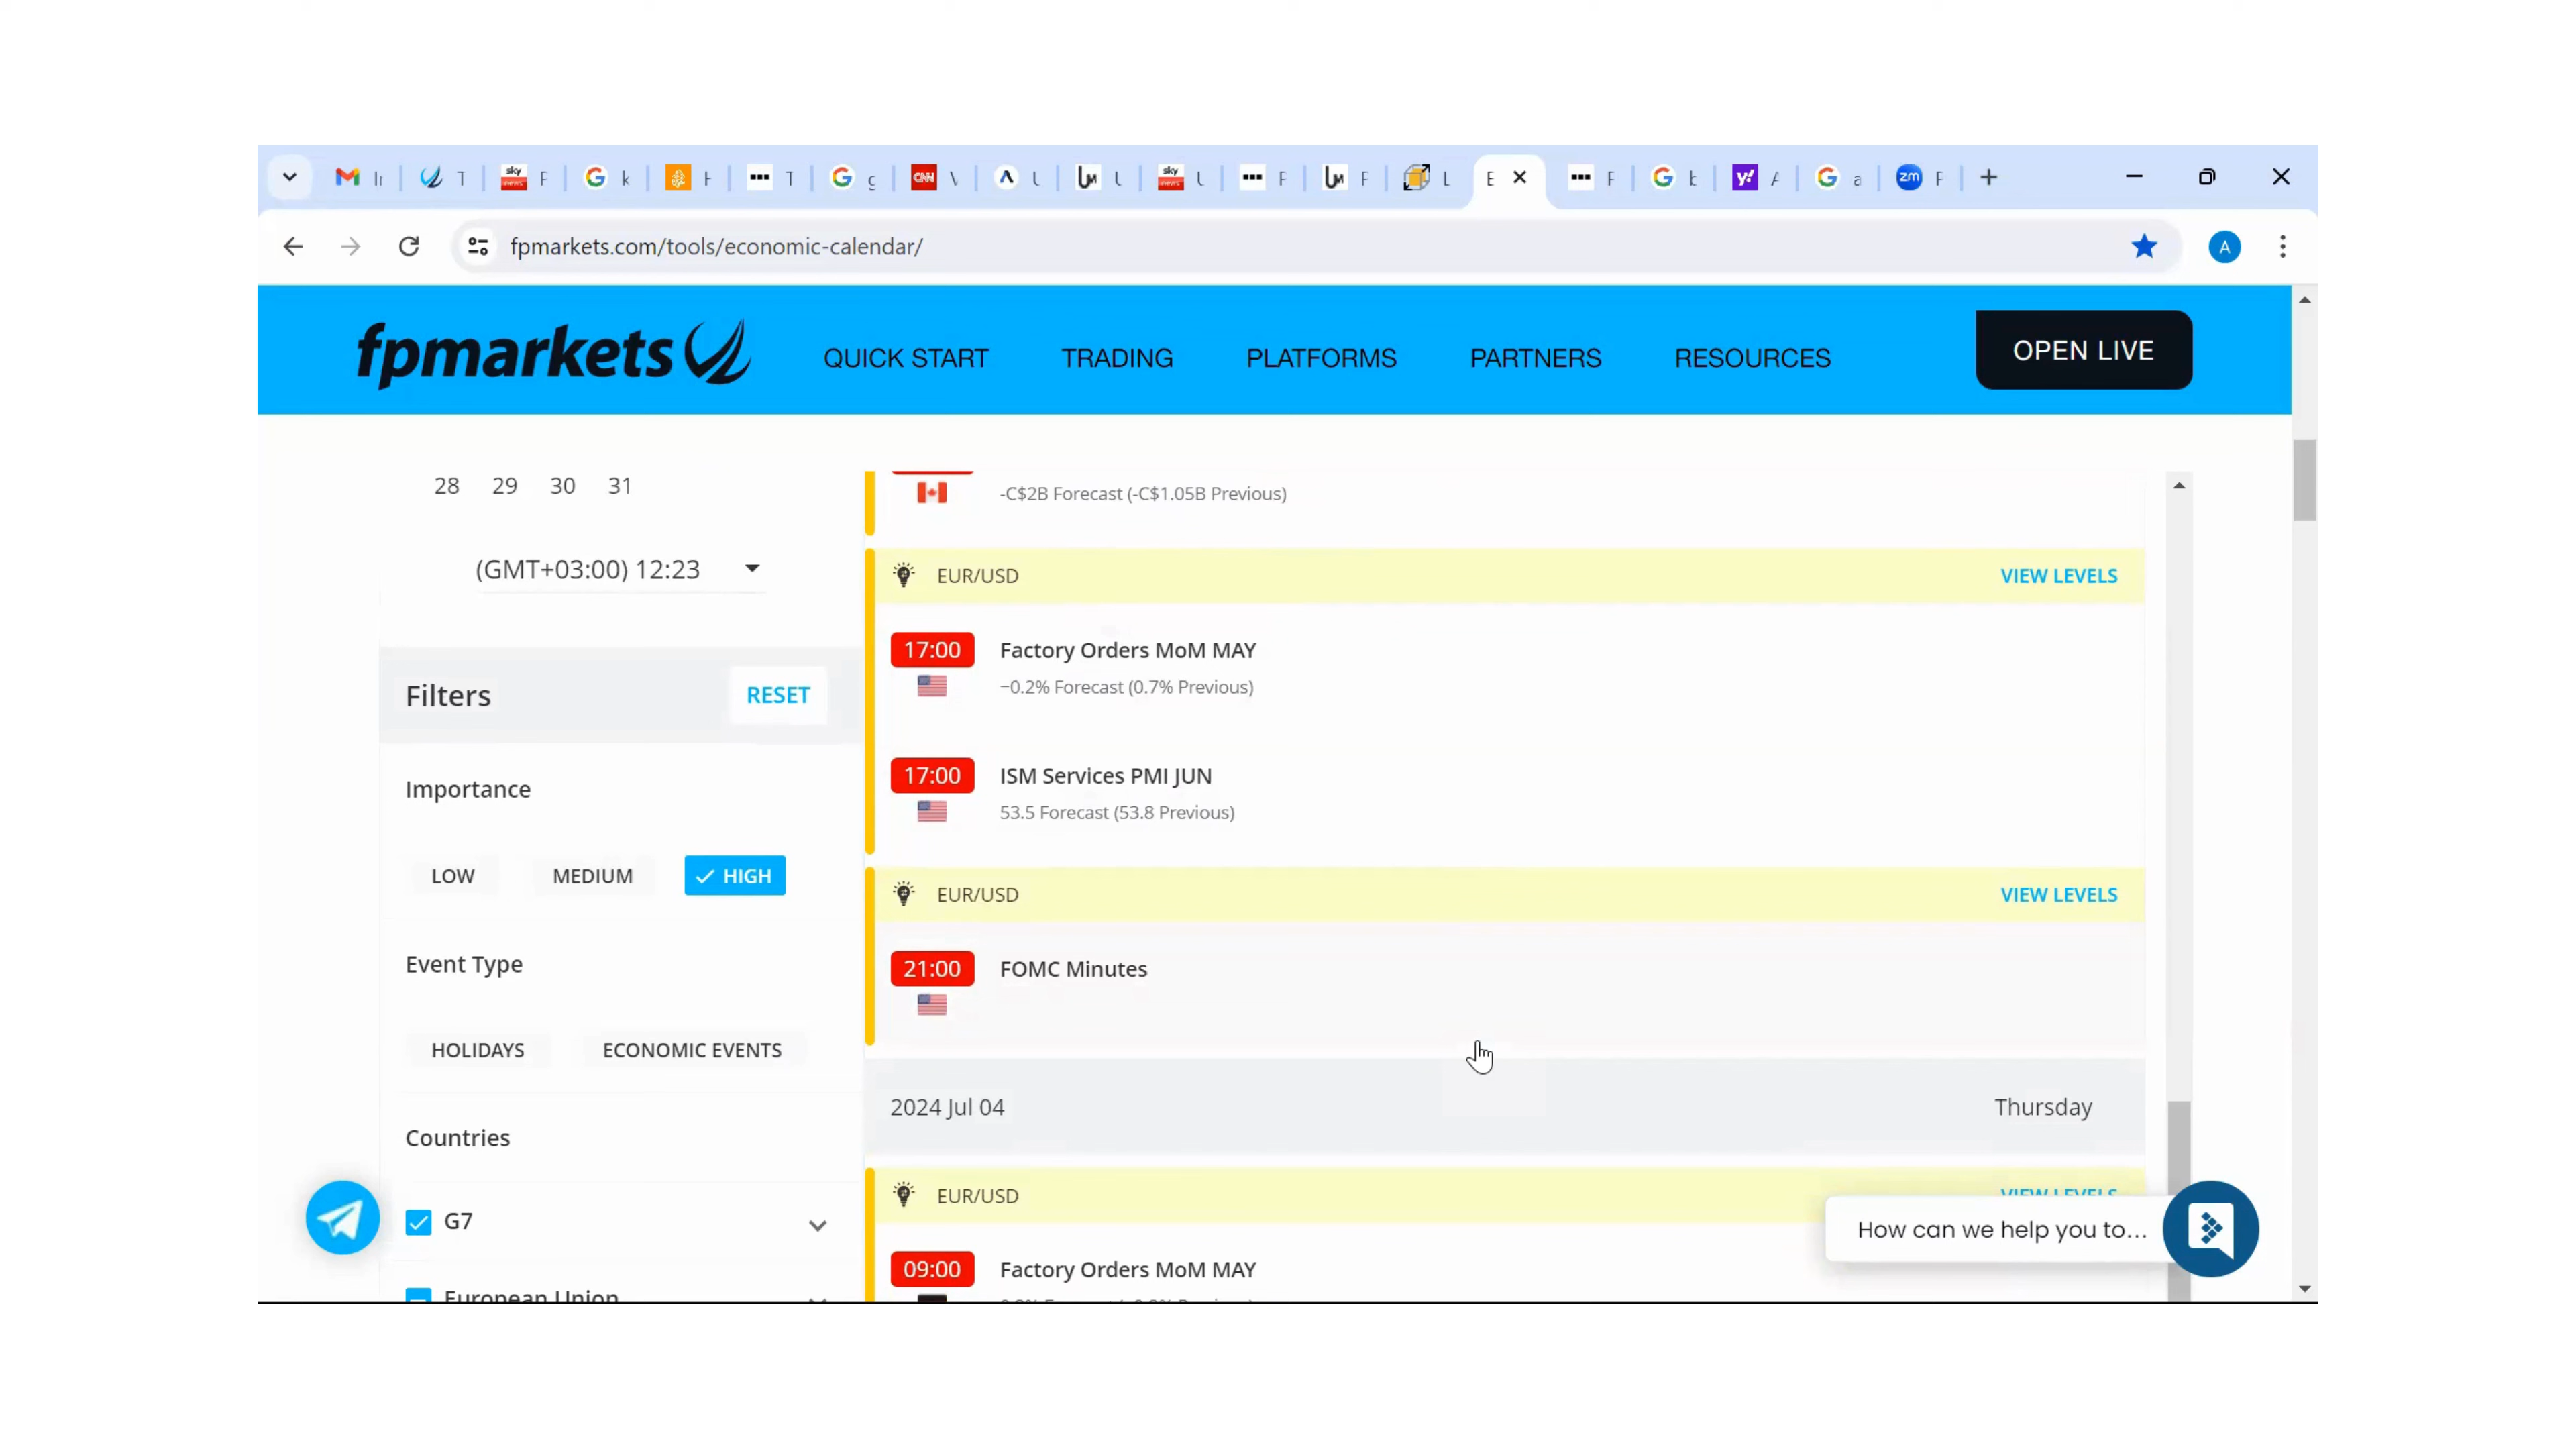 fpmarkets.com/tools/economic-calendar/
A
fpmarkets
QUICK START
TRADING
PLATFORMS
PARTNERS
RESOURCES
OPEN LIVE
28 29 30 31
(GMT+03:00) 12:23
Filters
RESET
Importance
LOW
MEDIUM
HIGH
Event Type
HOLIDAYS
ECONOMIC EVENTS
Countries
G7
European Union
-C$2B Forecast (-C$1.05B Previous)
EUR/USD
VIEW LEVELS
17:00
Factory Orders MoM MAY
−0.2% Forecast (0.7% Previous)
17:00
ISM Services PMI JUN
53.5 Forecast (53.8 Previous)
EUR/USD
VIEW LEVELS
21:00
FOMC Minutes
2024 Jul 04
Thursday
EUR/USD
VIEW LEVELS
09:00
Factory Orders MoM MAY
How can we help you to...